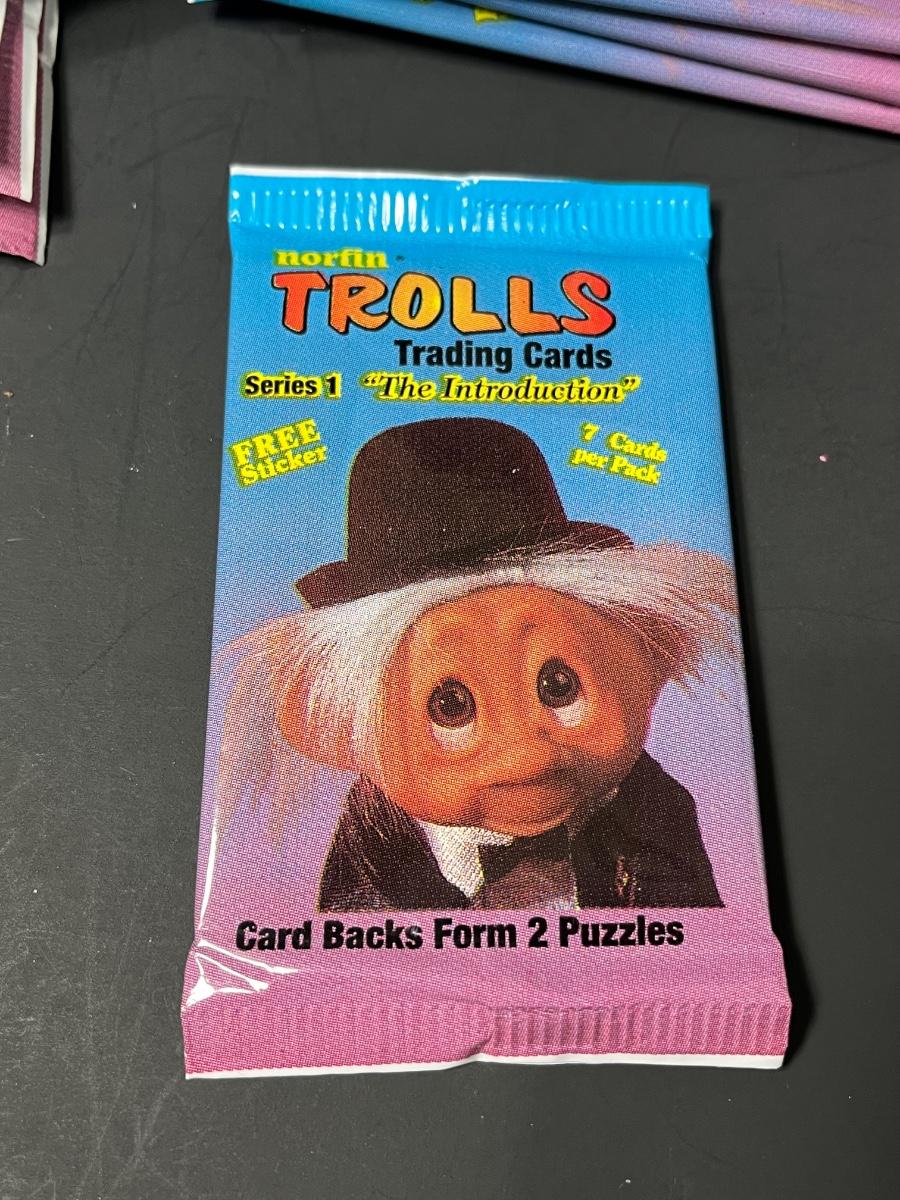 norfin
TROLLS
Trading Cards
Series 1 “The Introduction”
FREE
Sticker
7 Cards
per Pack
Card Backs Form 2 Puzzles